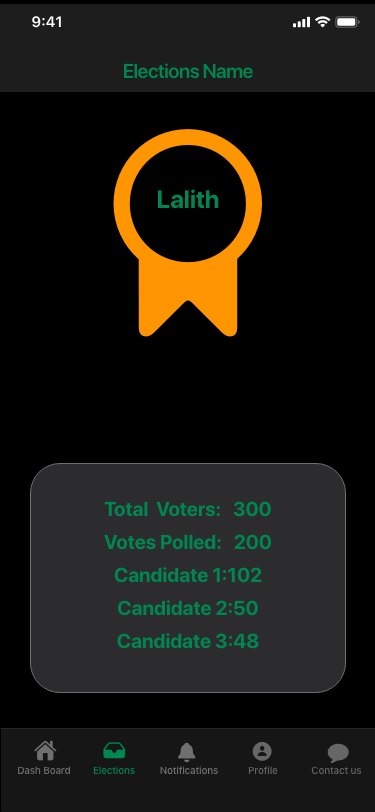 9:41
Elections Name
Lalith
Total Voters: 300
Votes Polled: 200
Candidate 1:102
Candidate 2:50
Candidate 3:48
Dash Board Elections Notifications Profile Contact us